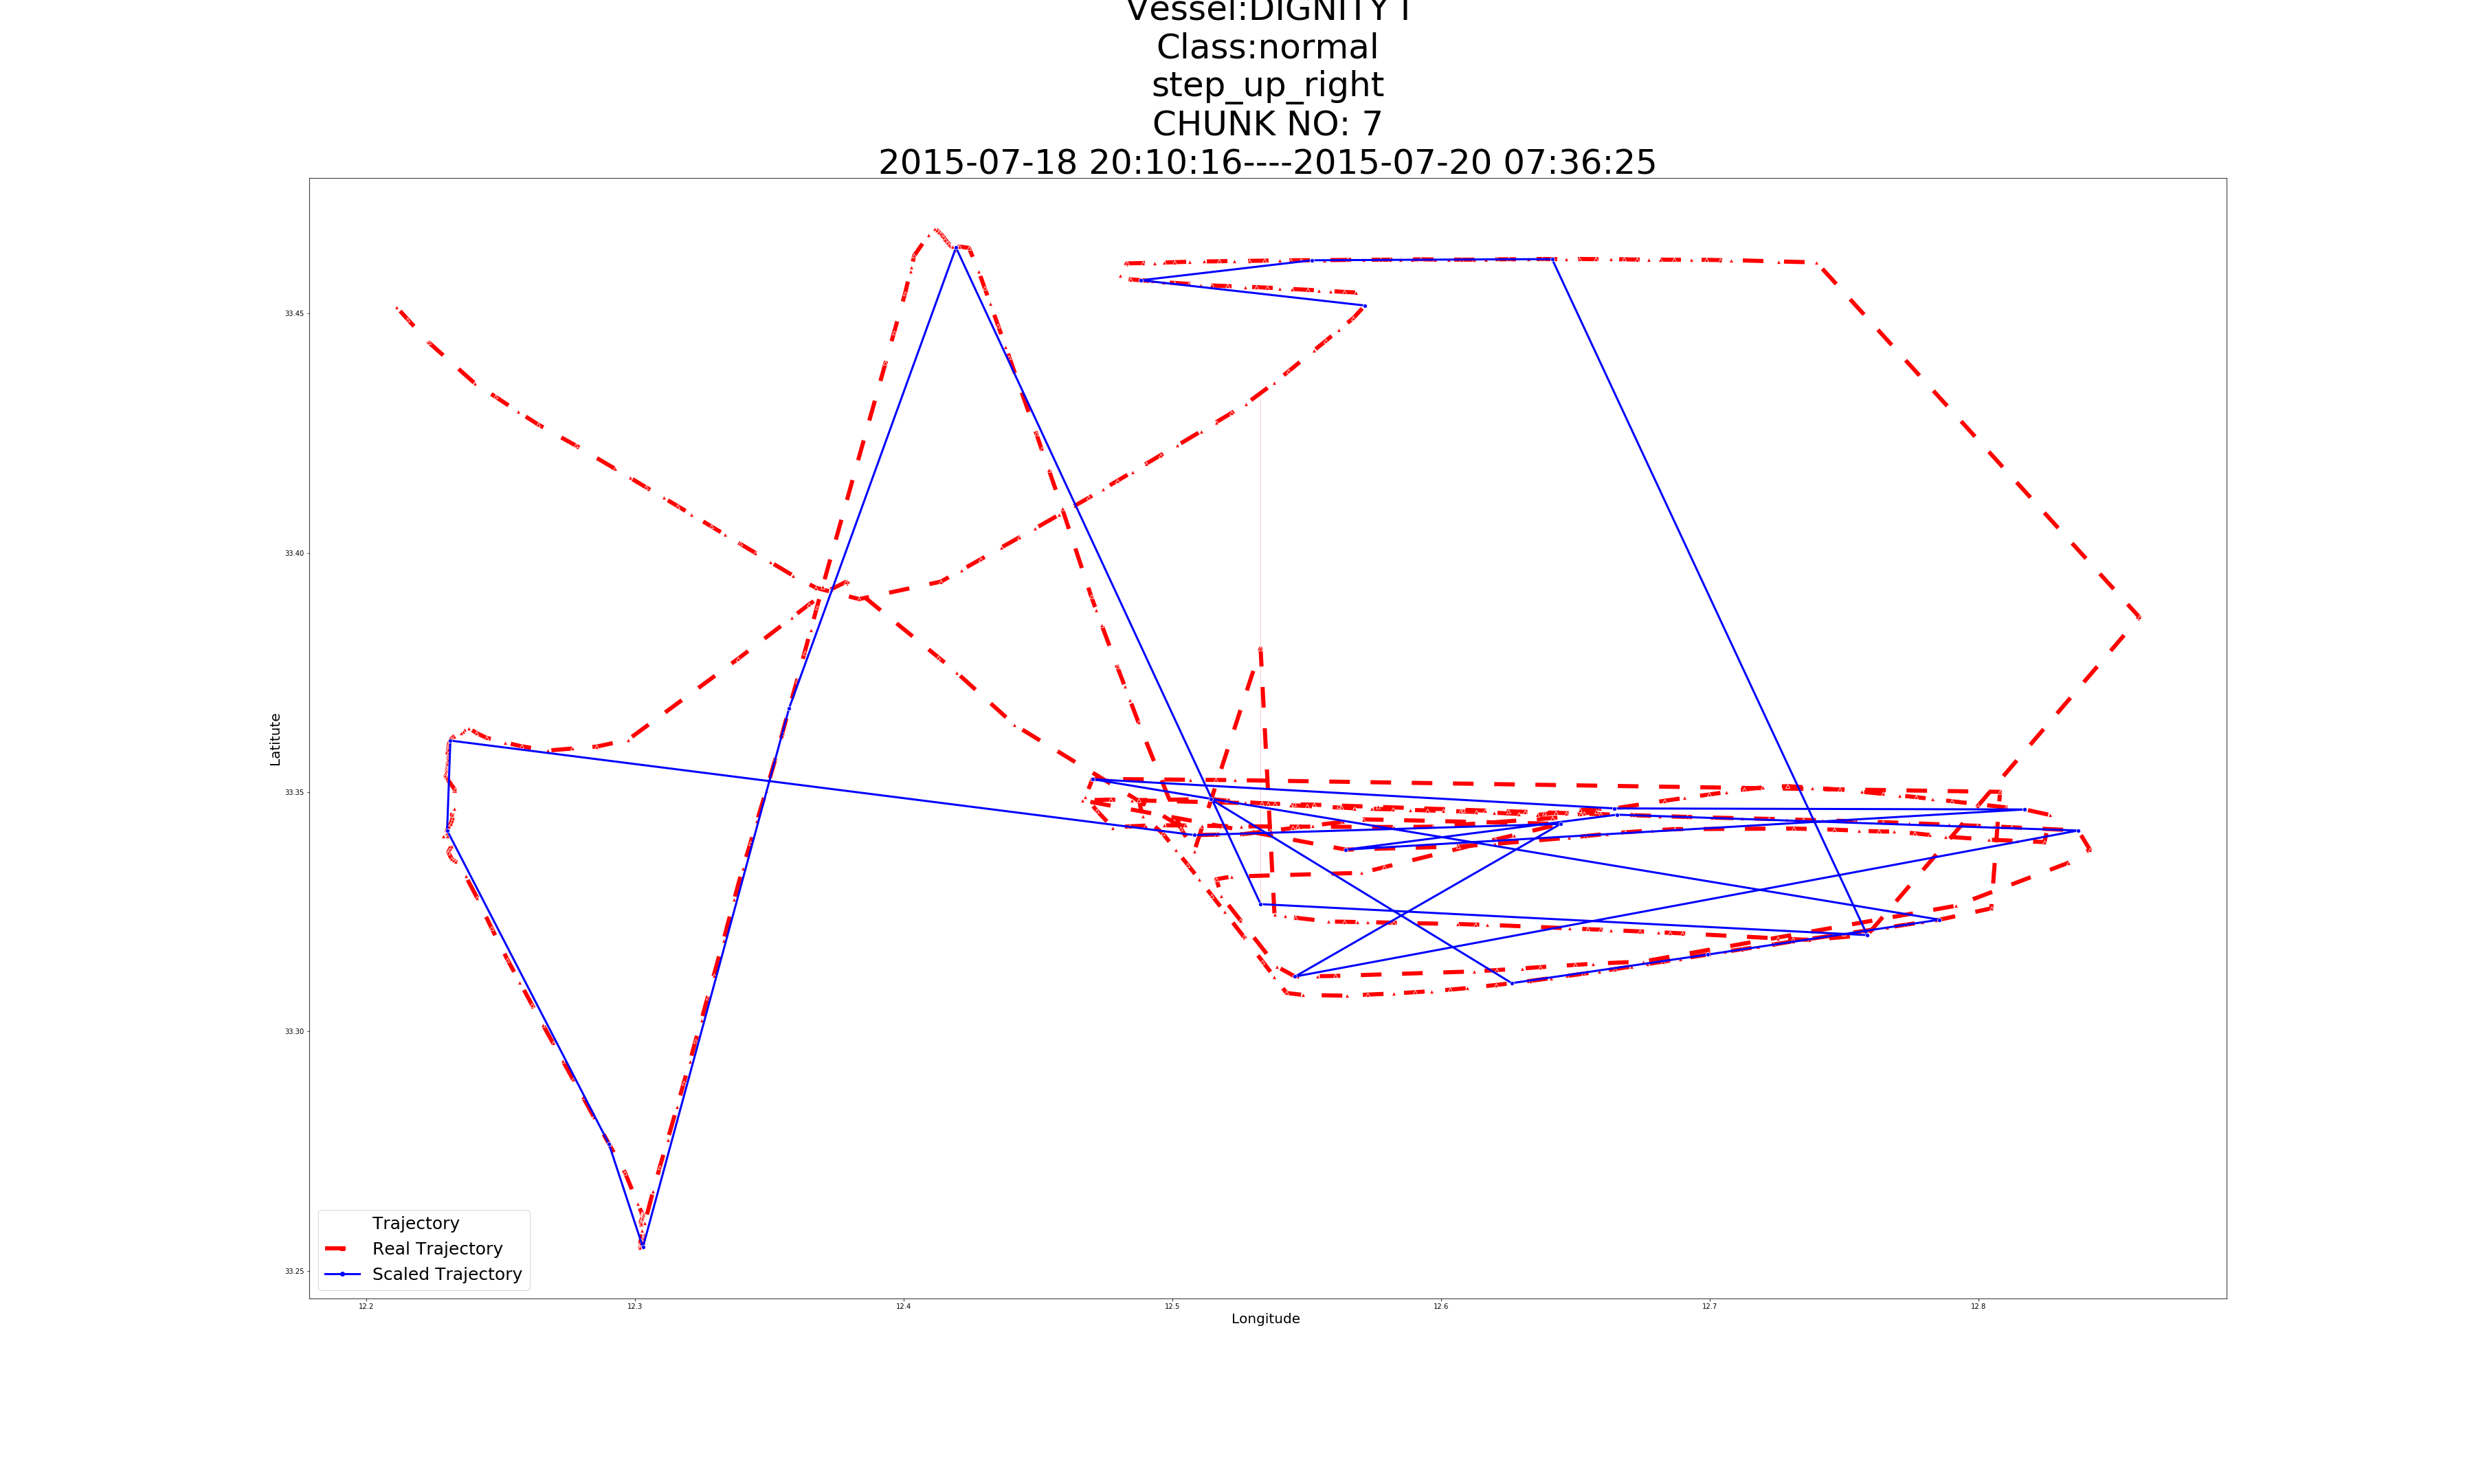 Vessel:DIGNITY I
Class:normal
step_up_right
CHUNK NO: 7
2015-07-18 20:10:16----2015-07-20 07:36:25
33.45
33.40
33.35
33.30
33.25
Latitute
Trajectory
Real Trajectory
Scaled Trajectory
12.2 12.3 12.4 12.5 12.6 12.7 12.8
Longitude